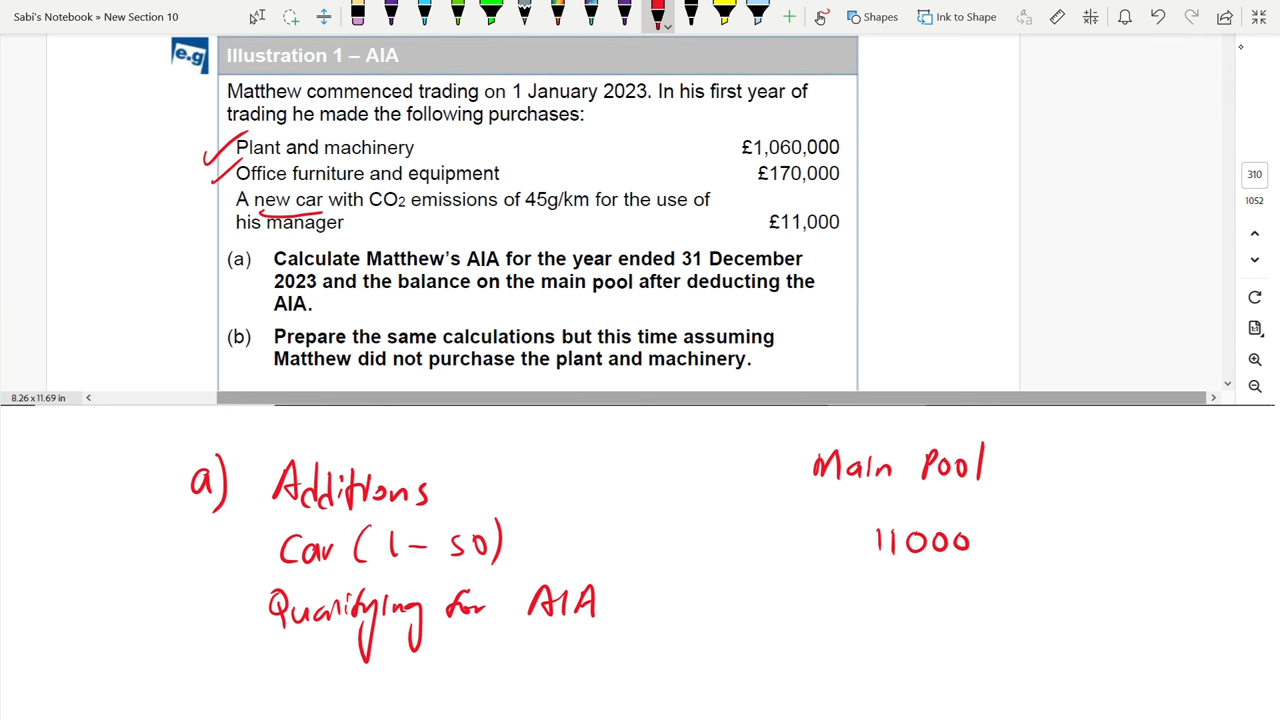 Sabi's Notebook » New Section 10
Shapes
Ink to Shape
e.g
Illustration 1 – AIA
Matthew commenced trading on 1 January 2023. In his first year of
trading he made the following purchases:
Plant and machinery £1,060,000
Office furniture and equipment £170,000
A new car with CO2 emissions of 45g/km for the use of
his manager £11,000
(a) Calculate Matthew's AIA for the year ended 31 December
2023 and the balance on the main pool after deducting the
AIA.
(b) Prepare the same calculations but this time assuming
Matthew did not purchase the plant and machinery.
310
1052
8.26 x 11.69 in
a) Additions Main Pool
Car (1 – 50) 11000
Qualifying for AIA